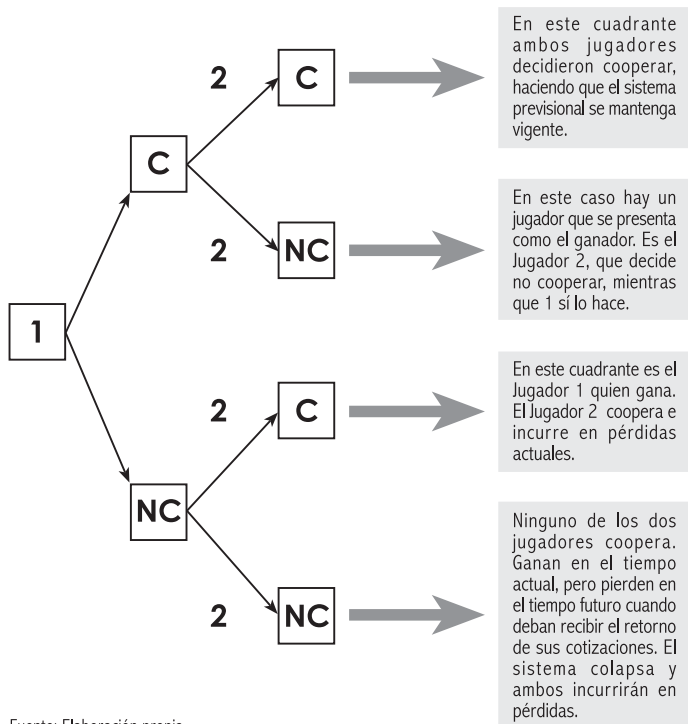 2
C
En este cuadrante
ambos jugadores
decidieron cooperar,
haciendo que el sistema
previsional se mantenga
vigente.
C
2
NC
En este caso hay un
jugador que se presenta
como el ganador. Es el
Jugador 2, que decide
no cooperar, mientras
que 1 sí lo hace.
1
2
C
En este cuadrante es el
Jugador 1 quien gana.
El Jugador 2 coopera e
incurre en pérdidas
actuales.
NC
2
NC
Ninguno de los dos
jugadores coopera.
Ganan en el tiempo
actual, pero pierden en
el tiempo futuro cuando
deban recibir el retorno
de sus cotizaciones. El
sistema colapsa y
ambos incurrirán en
pérdidas.
Fuente: Elaboración propia